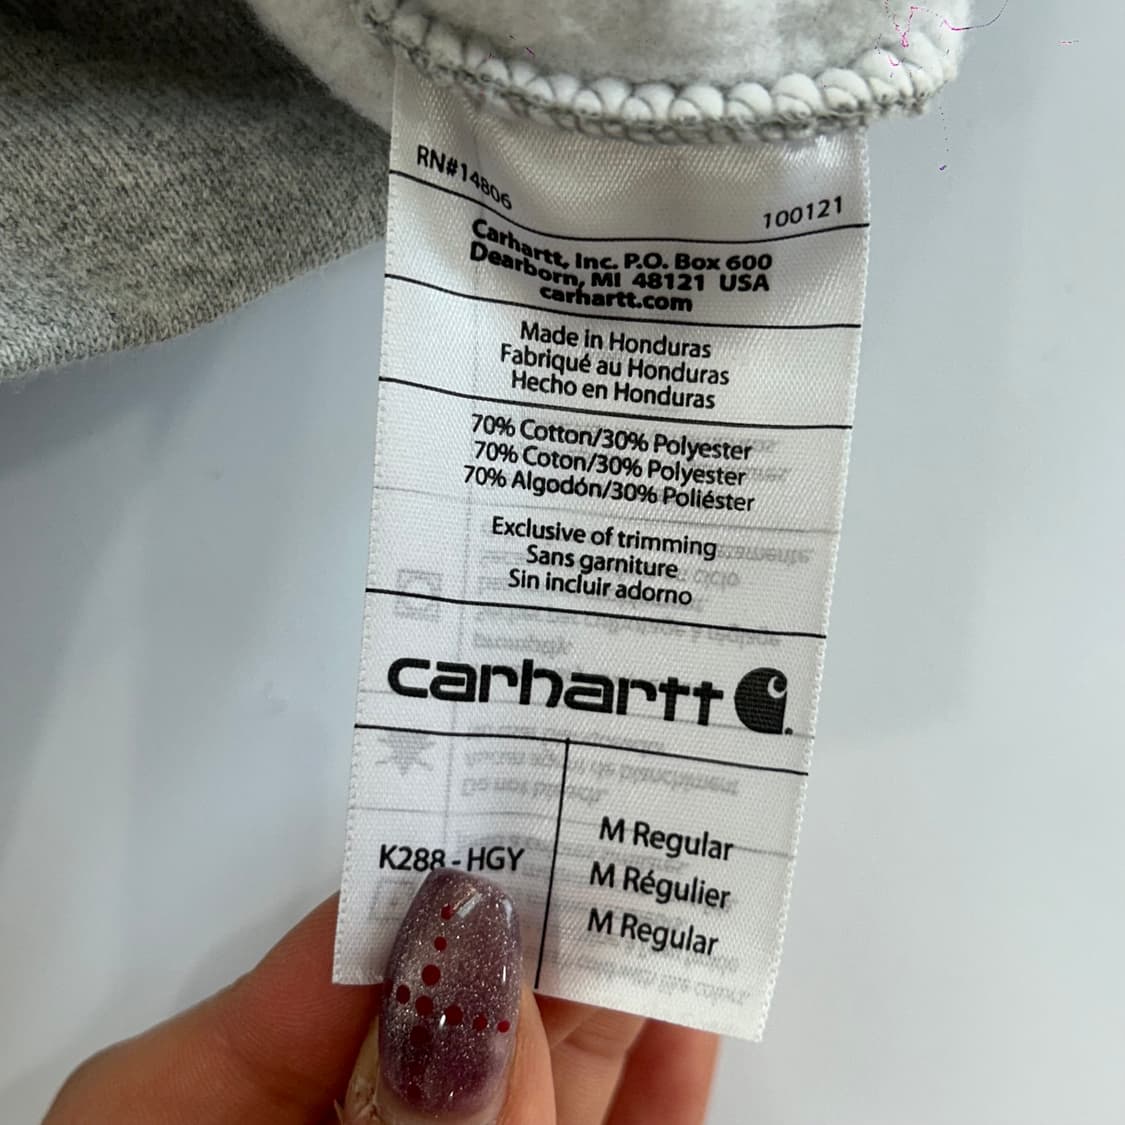 RN#14806
100121
Carhartt, Inc. P.O. Box 600
Dearborn, MI 48121 USA
carhartt.com
Made in Honduras
Fabriqué au Honduras
Hecho en Honduras
70% Cotton/30% Polyester
70% Coton/30% Polyester
70% Algodón/30% Poliéster
Exclusive of trimming
Sans garniture
Sin incluir adorno
carhartt
K288-HGY
M Regular
M Régulier
M Regular